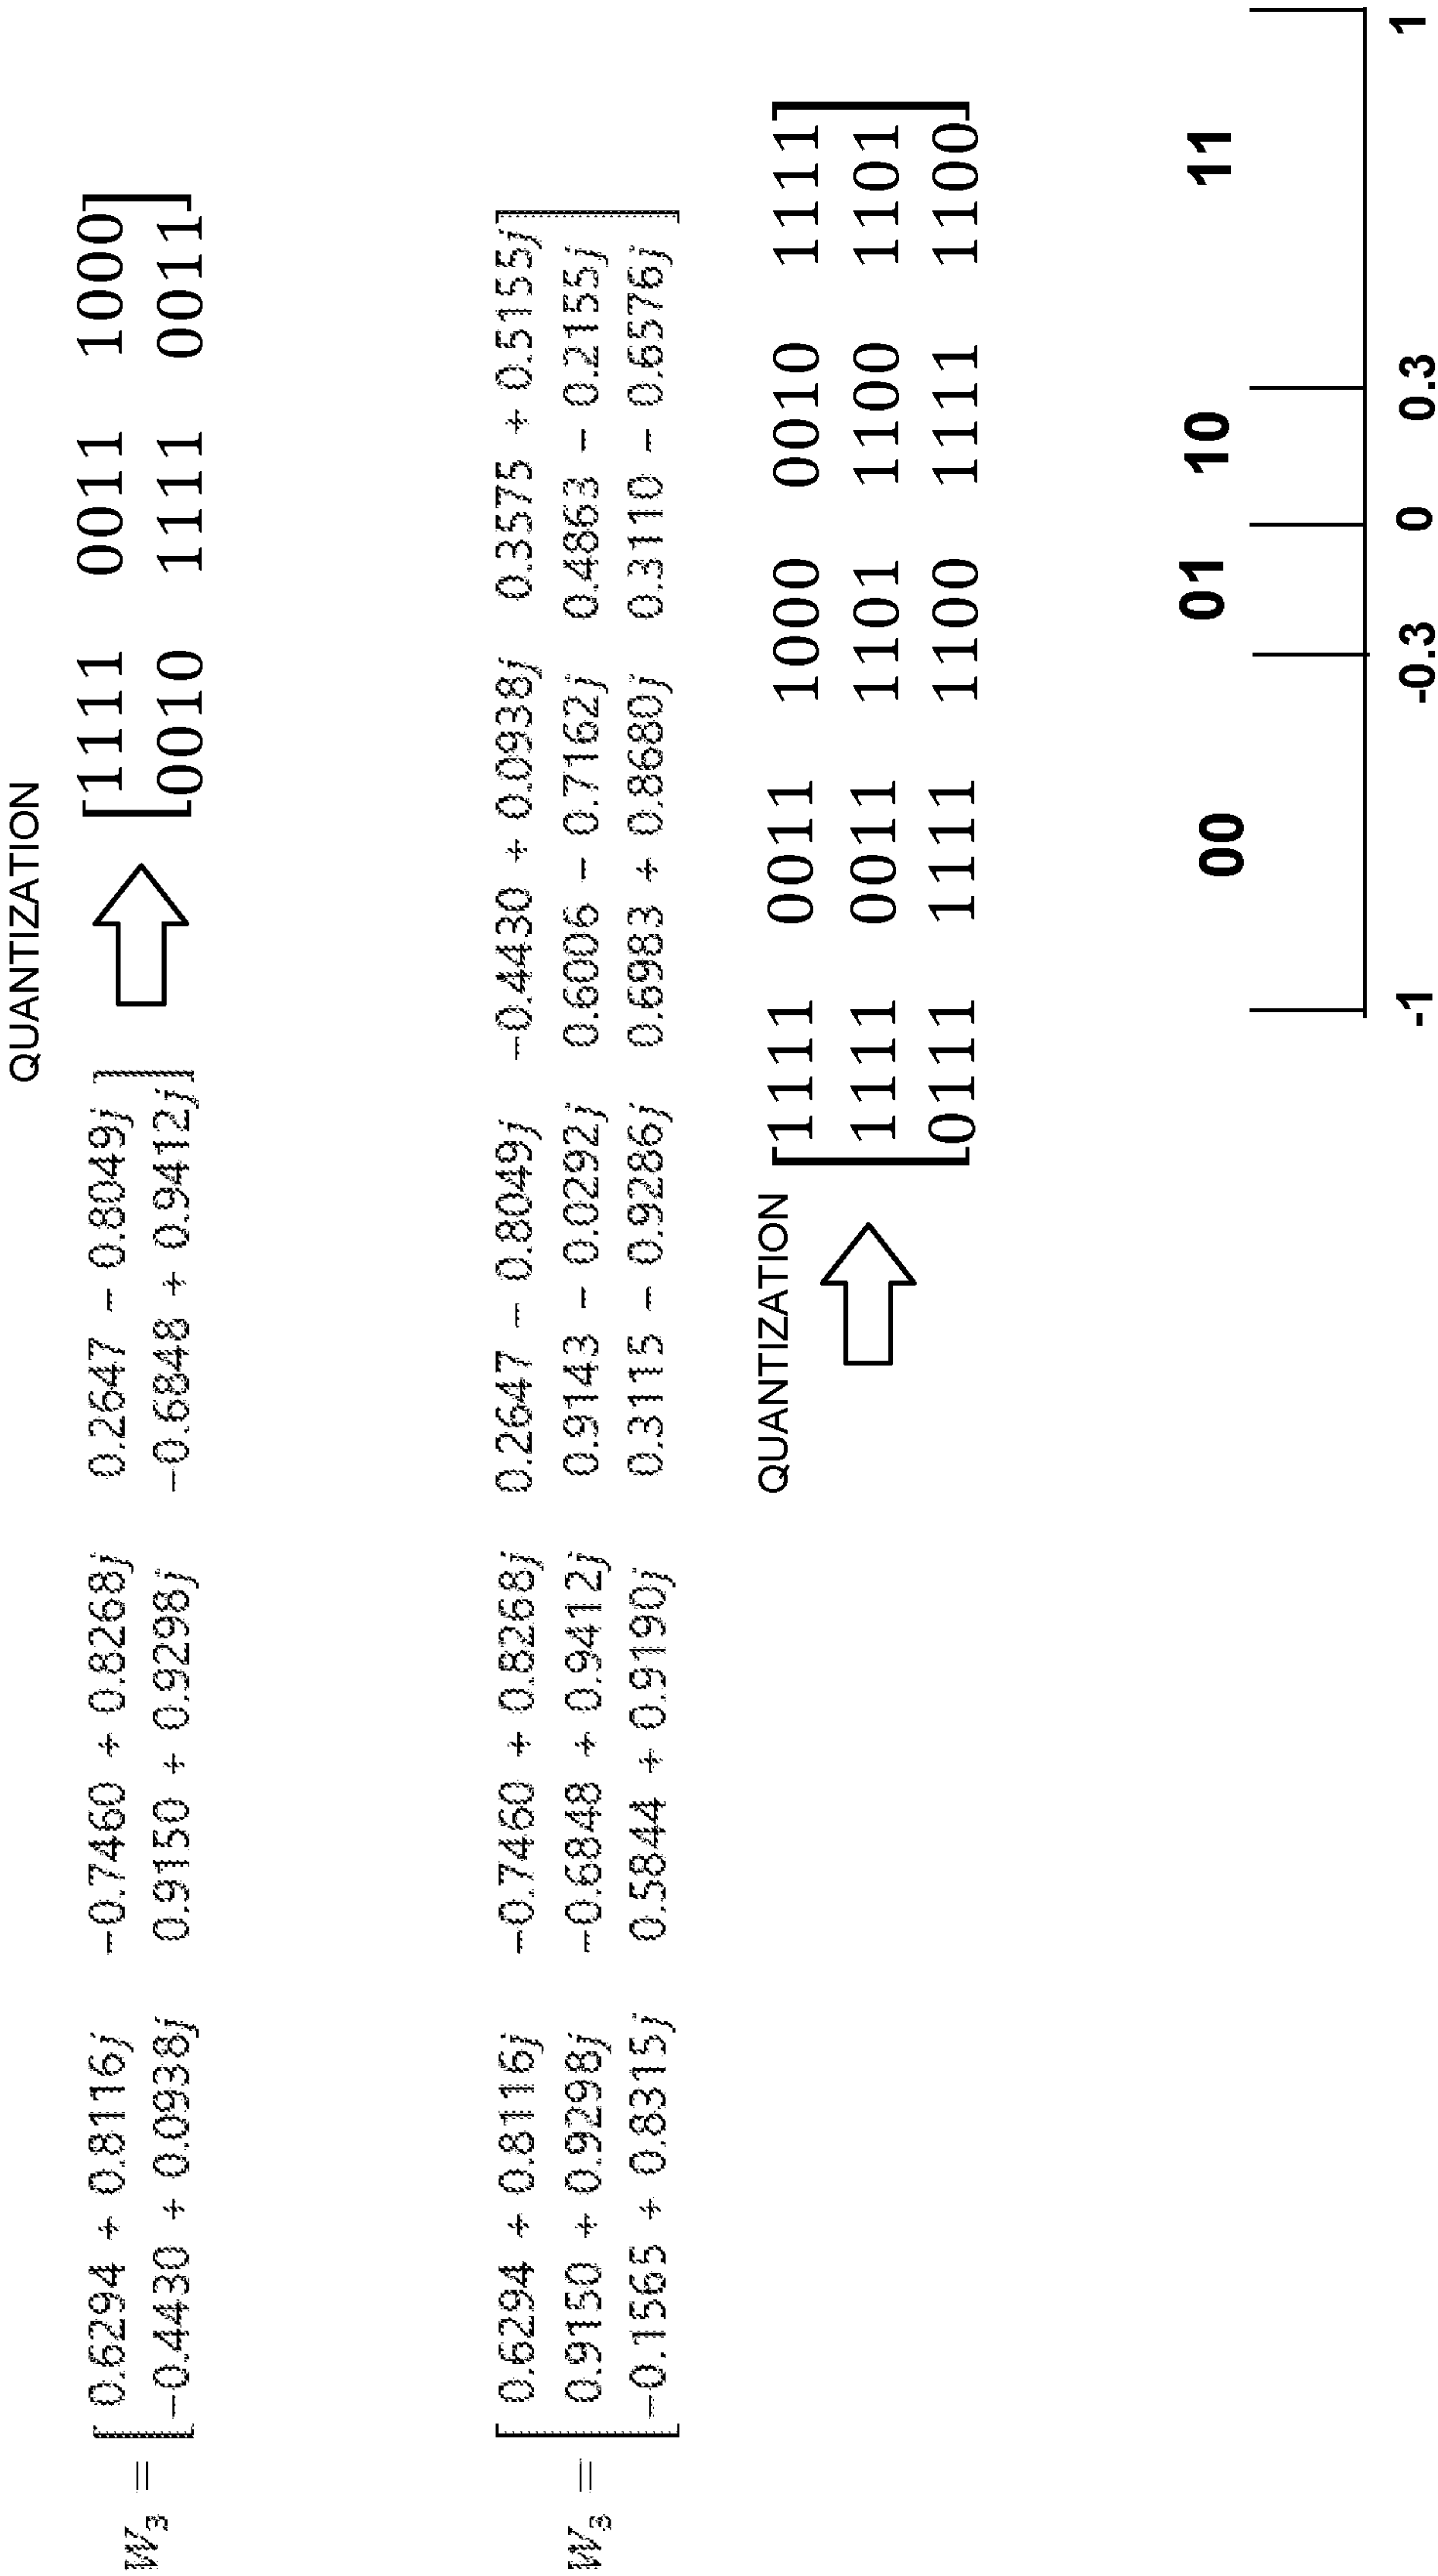 QUANTIZATION
W₃ = [ 0.6294 + 0.8116j −0.7460 + 0.8268j 0.2647 − 0.8049j ] [ 1111 0011 1000 ]
−0.4430 + 0.0938j 0.9150 + 0.9298j −0.6848 + 0.9412j 0010 1111 0011
W₃ = [ 0.6294 + 0.8116j −0.7460 + 0.8268j 0.2647 − 0.8049j −0.4430 + 0.0938j 0.3575 + 0.5155j ]
0.9150 + 0.9298j −0.6848 + 0.9412j 0.9143 − 0.0292j 0.6006 − 0.7162j 0.4863 − 0.2155j
−0.1565 + 0.8315j 0.5844 + 0.9190j 0.3115 − 0.9286j 0.6983 + 0.8680j 0.3110 − 0.6576j
QUANTIZATION
[ 1111 0011 1000 0010 1111 ]
1111 0011 1101 1100 1101
0111 1111 1100 1111 1100
00 01 10 11
-1 -0.3 0 0.3 1